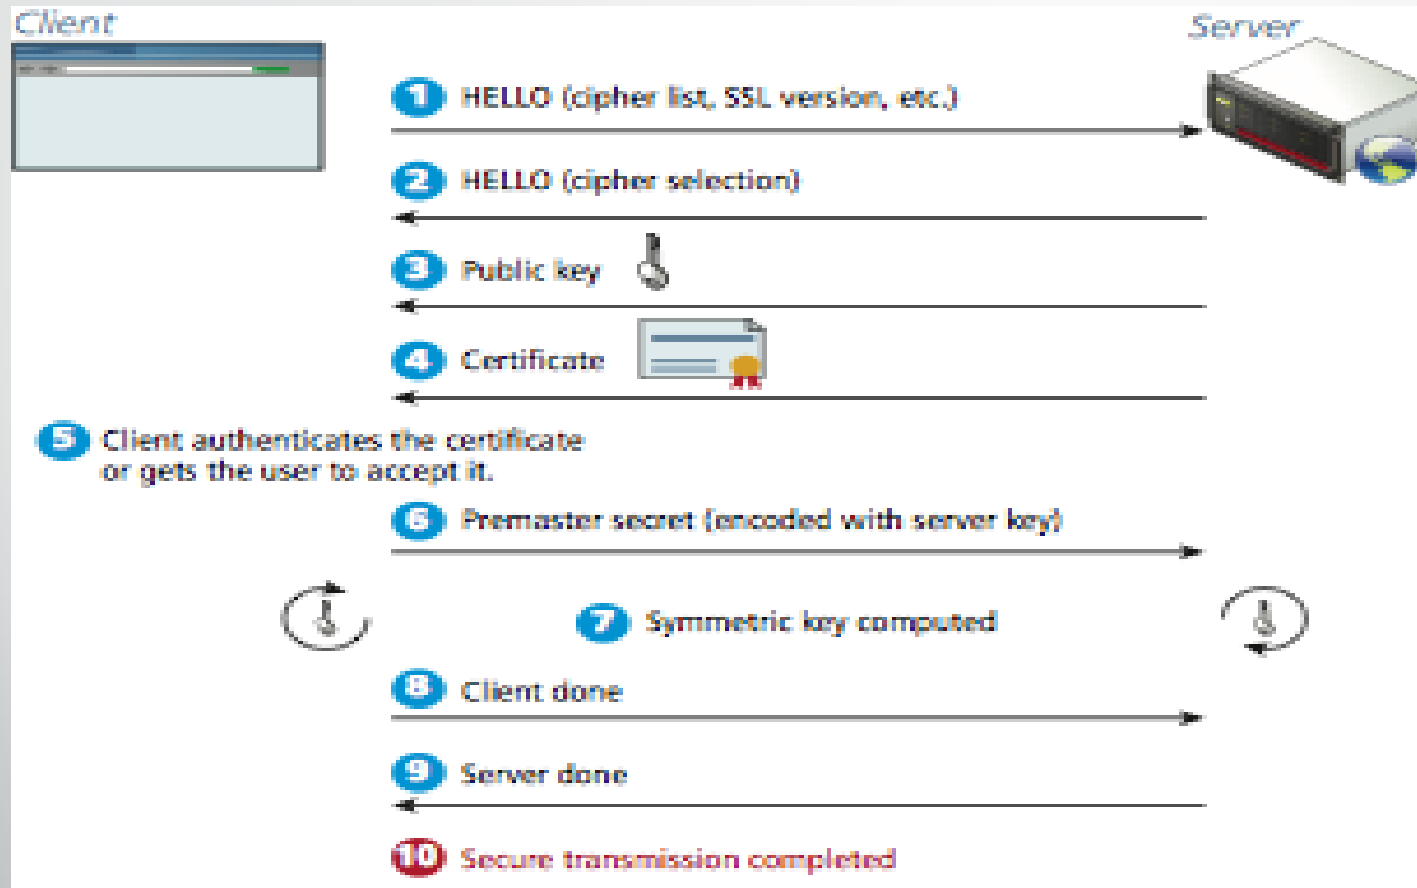 Client
Server
1 HELLO (cipher list, SSL version, etc.)
2 HELLO (cipher selection)
3 Public key
4 Certificate
5 Client authenticates the certificate
or gets the user to accept it.
6 Premaster secret (encoded with server key)
7 Symmetric key computed
8 Client done
9 Server done
10 Secure transmission completed